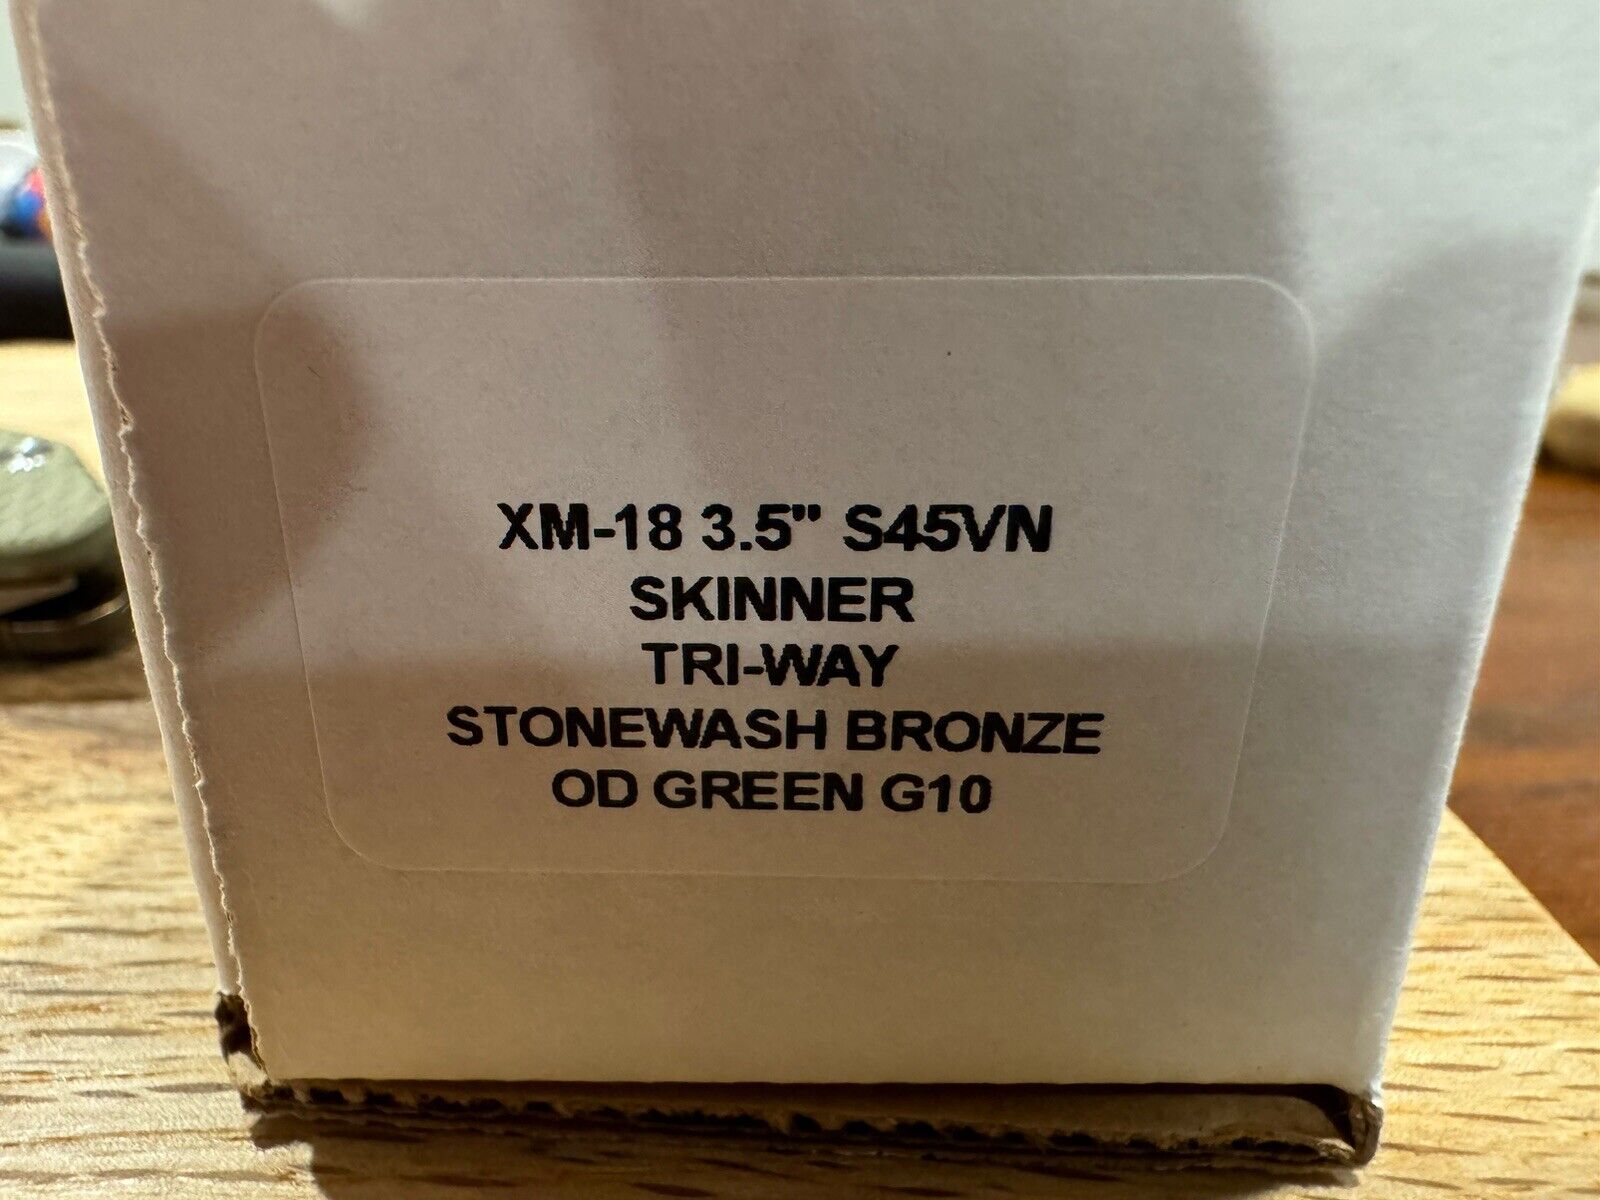 XM-18 3.5" S45VN
SKINNER
TRI-WAY
STONEWASH BRONZE
OD GREEN G10